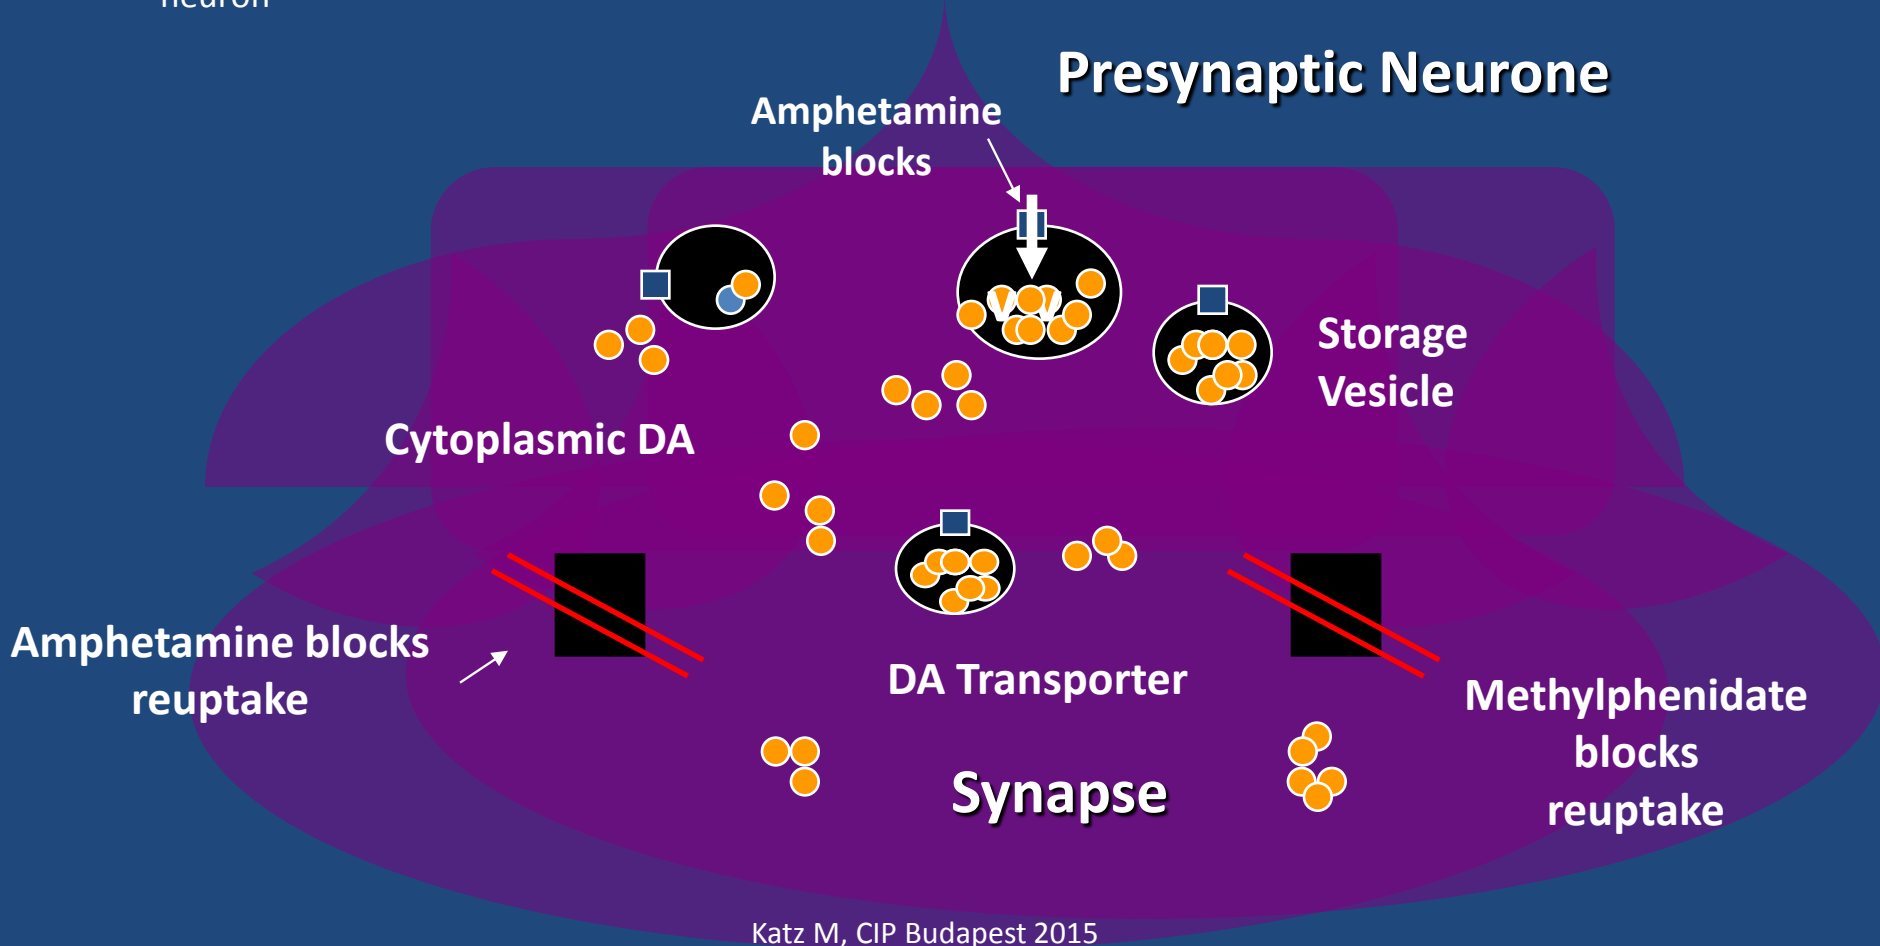 neuron
Presynaptic Neurone
Amphetamine
blocks
V V
Storage
Vesicle
Cytoplasmic DA
Amphetamine blocks
reuptake
DA Transporter
Methylphenidate
blocks
reuptake
Synapse
Katz M, CIP Budapest 2015